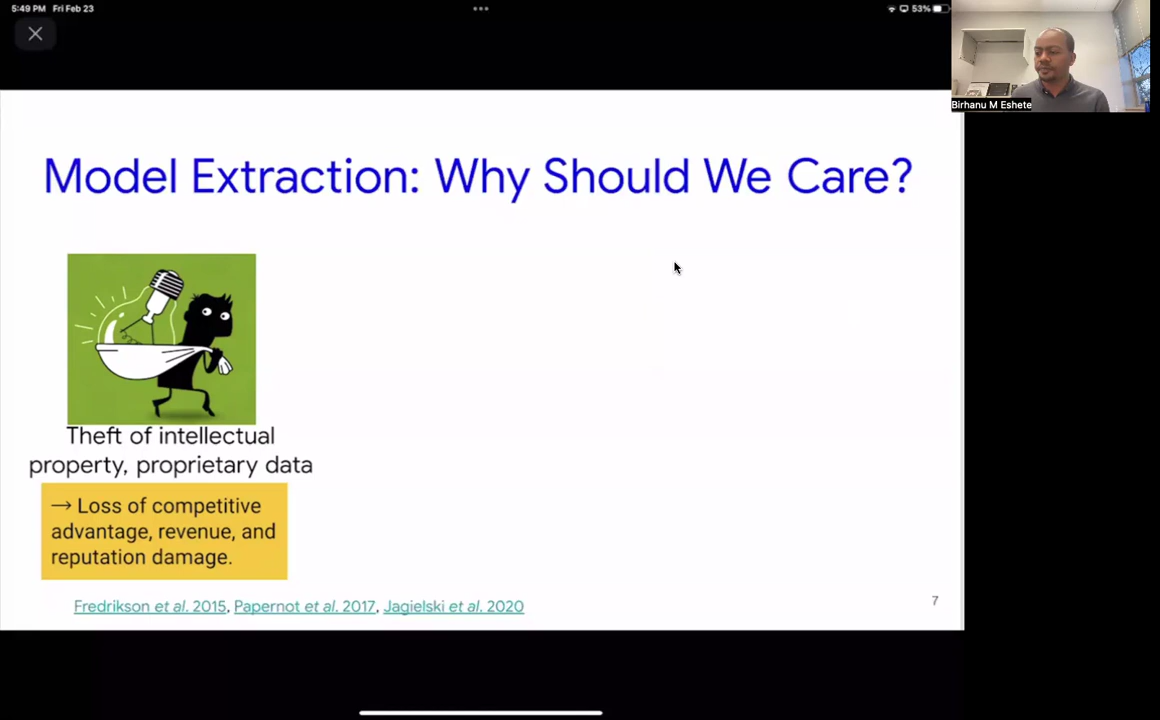 5:49 PM Fri Feb 23
53%
Birhanu M Eshete
Model Extraction: Why Should We Care?
Theft of intellectual
property, proprietary data
→ Loss of competitive
advantage, revenue, and
reputation damage.
Fredrikson et al. 2015, Papernot et al. 2017, Jagielski et al. 2020
7